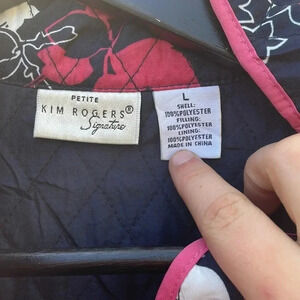 PETITE
KIM ROGERS®
Signature
L
SHELL:
100%POLYESTER
FILLING:
100%POLYESTER
LINING:
100%POLYESTER
MADE IN CHINA